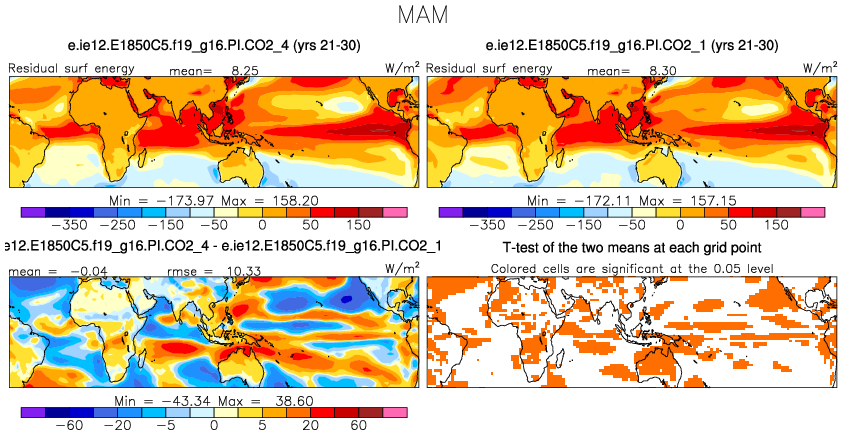 MAM
e.ie12.E1850C5.f19_g16.PI.CO2_4 (yrs 21-30)
Residual surf energy mean= 8.25 W/m²
Min = −173.97 Max = 158.20
−350 −250 −150 −50 0 50 150
e.ie12.E1850C5.f19_g16.PI.CO2_1 (yrs 21-30)
Residual surf energy mean= 8.30 W/m²
Min = −172.11 Max = 157.15
−350 −250 −150 −50 0 50 150
e.ie12.E1850C5.f19_g16.PI.CO2_4 - e.ie12.E1850C5.f19_g16.PI.CO2_1
mean = −0.04 rmse = 10.33 W/m²
Min = −43.34 Max = 38.60
−60 −20 −5 0 5 20 60
T-test of the two means at each grid point
Colored cells are significant at the 0.05 level